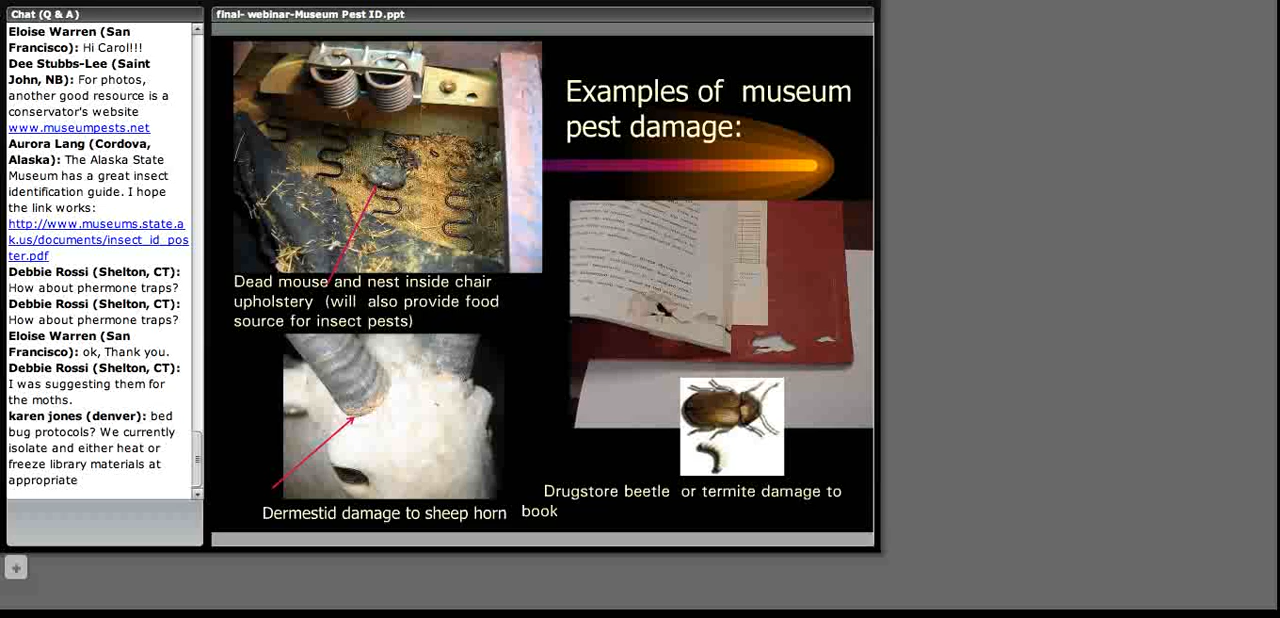 Chat (Q & A)
Eloise Warren (San
Francisco): Hi Carol!!!
Dee Stubbs-Lee (Saint
John, NB): For photos,
another good resource is a
conservator's website
www.museumpests.net
Aurora Lang (Cordova,
Alaska): The Alaska State
Museum has a great insect
identification guide. I hope
the link works:
http://www.museums.state.a
k.us/documents/insect_id_pos
ter.pdf
Debbie Rossi (Shelton, CT):
How about phermone traps?
Debbie Rossi (Shelton, CT):
How about phermone traps?
Eloise Warren (San
Francisco): ok, Thank you.
Debbie Rossi (Shelton, CT):
I was suggesting them for
the moths.
karen jones (denver): bed
bug protocols? We currently
isolate and either heat or
freeze library materials at
appropriate
final- webinar-Museum Pest ID.ppt
Examples of museum
pest damage:
Dead mouse and nest inside chair
upholstery (will also provide food
source for insect pests)
Dermestid damage to sheep horn
Drugstore beetle or termite damage to
book